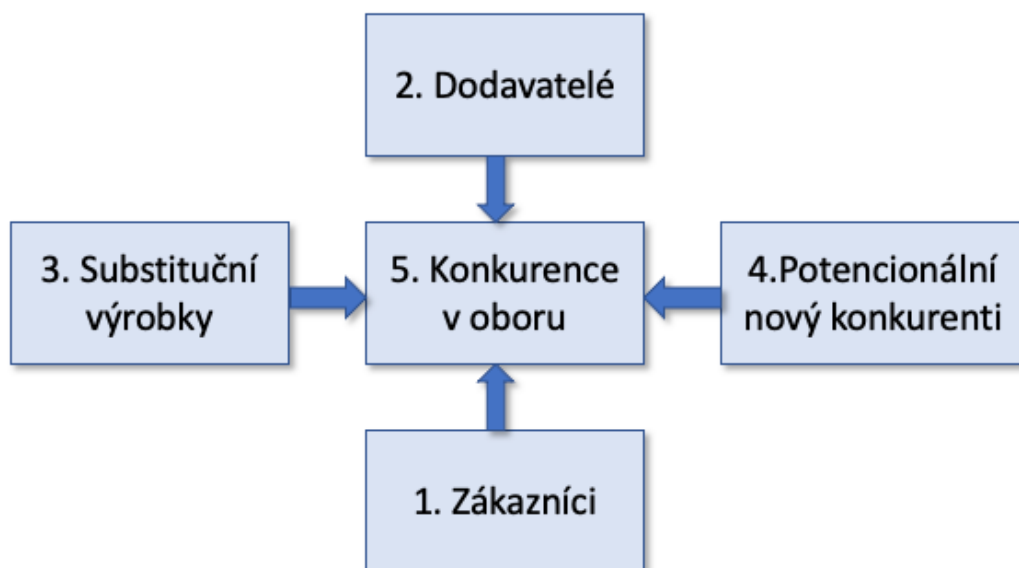 2. Dodavatelé
3. Substituční
výrobky
5. Konkurence
v oboru
4.Potencionální
nový konkurenti
1. Zákazníci